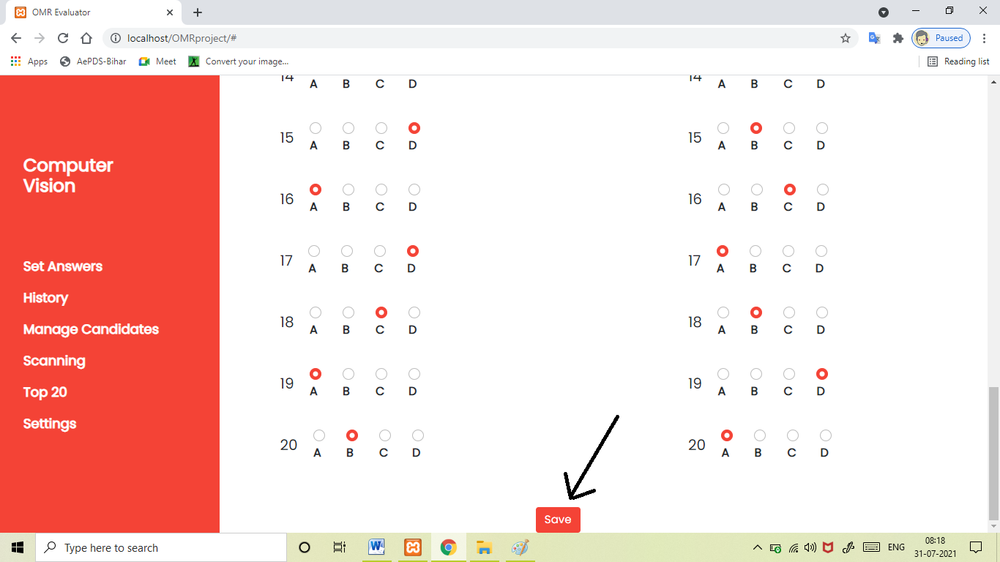 OMR Evaluator
localhost/OMRproject/#
Paused
Apps AePDS-Bihar Meet Convert your image... Reading list
Computer
Vision
Set Answers
History
Manage Candidates
Scanning
Top 20
Settings
14 A B C D 14 A B C D
15 A B C D 15 A B C D
16 A B C D 16 A B C D
17 A B C D 17 A B C D
18 A B C D 18 A B C D
19 A B C D 19 A B C D
20 A B C D 20 A B C D
Save
Type here to search
ENG
08:18
31-07-2021